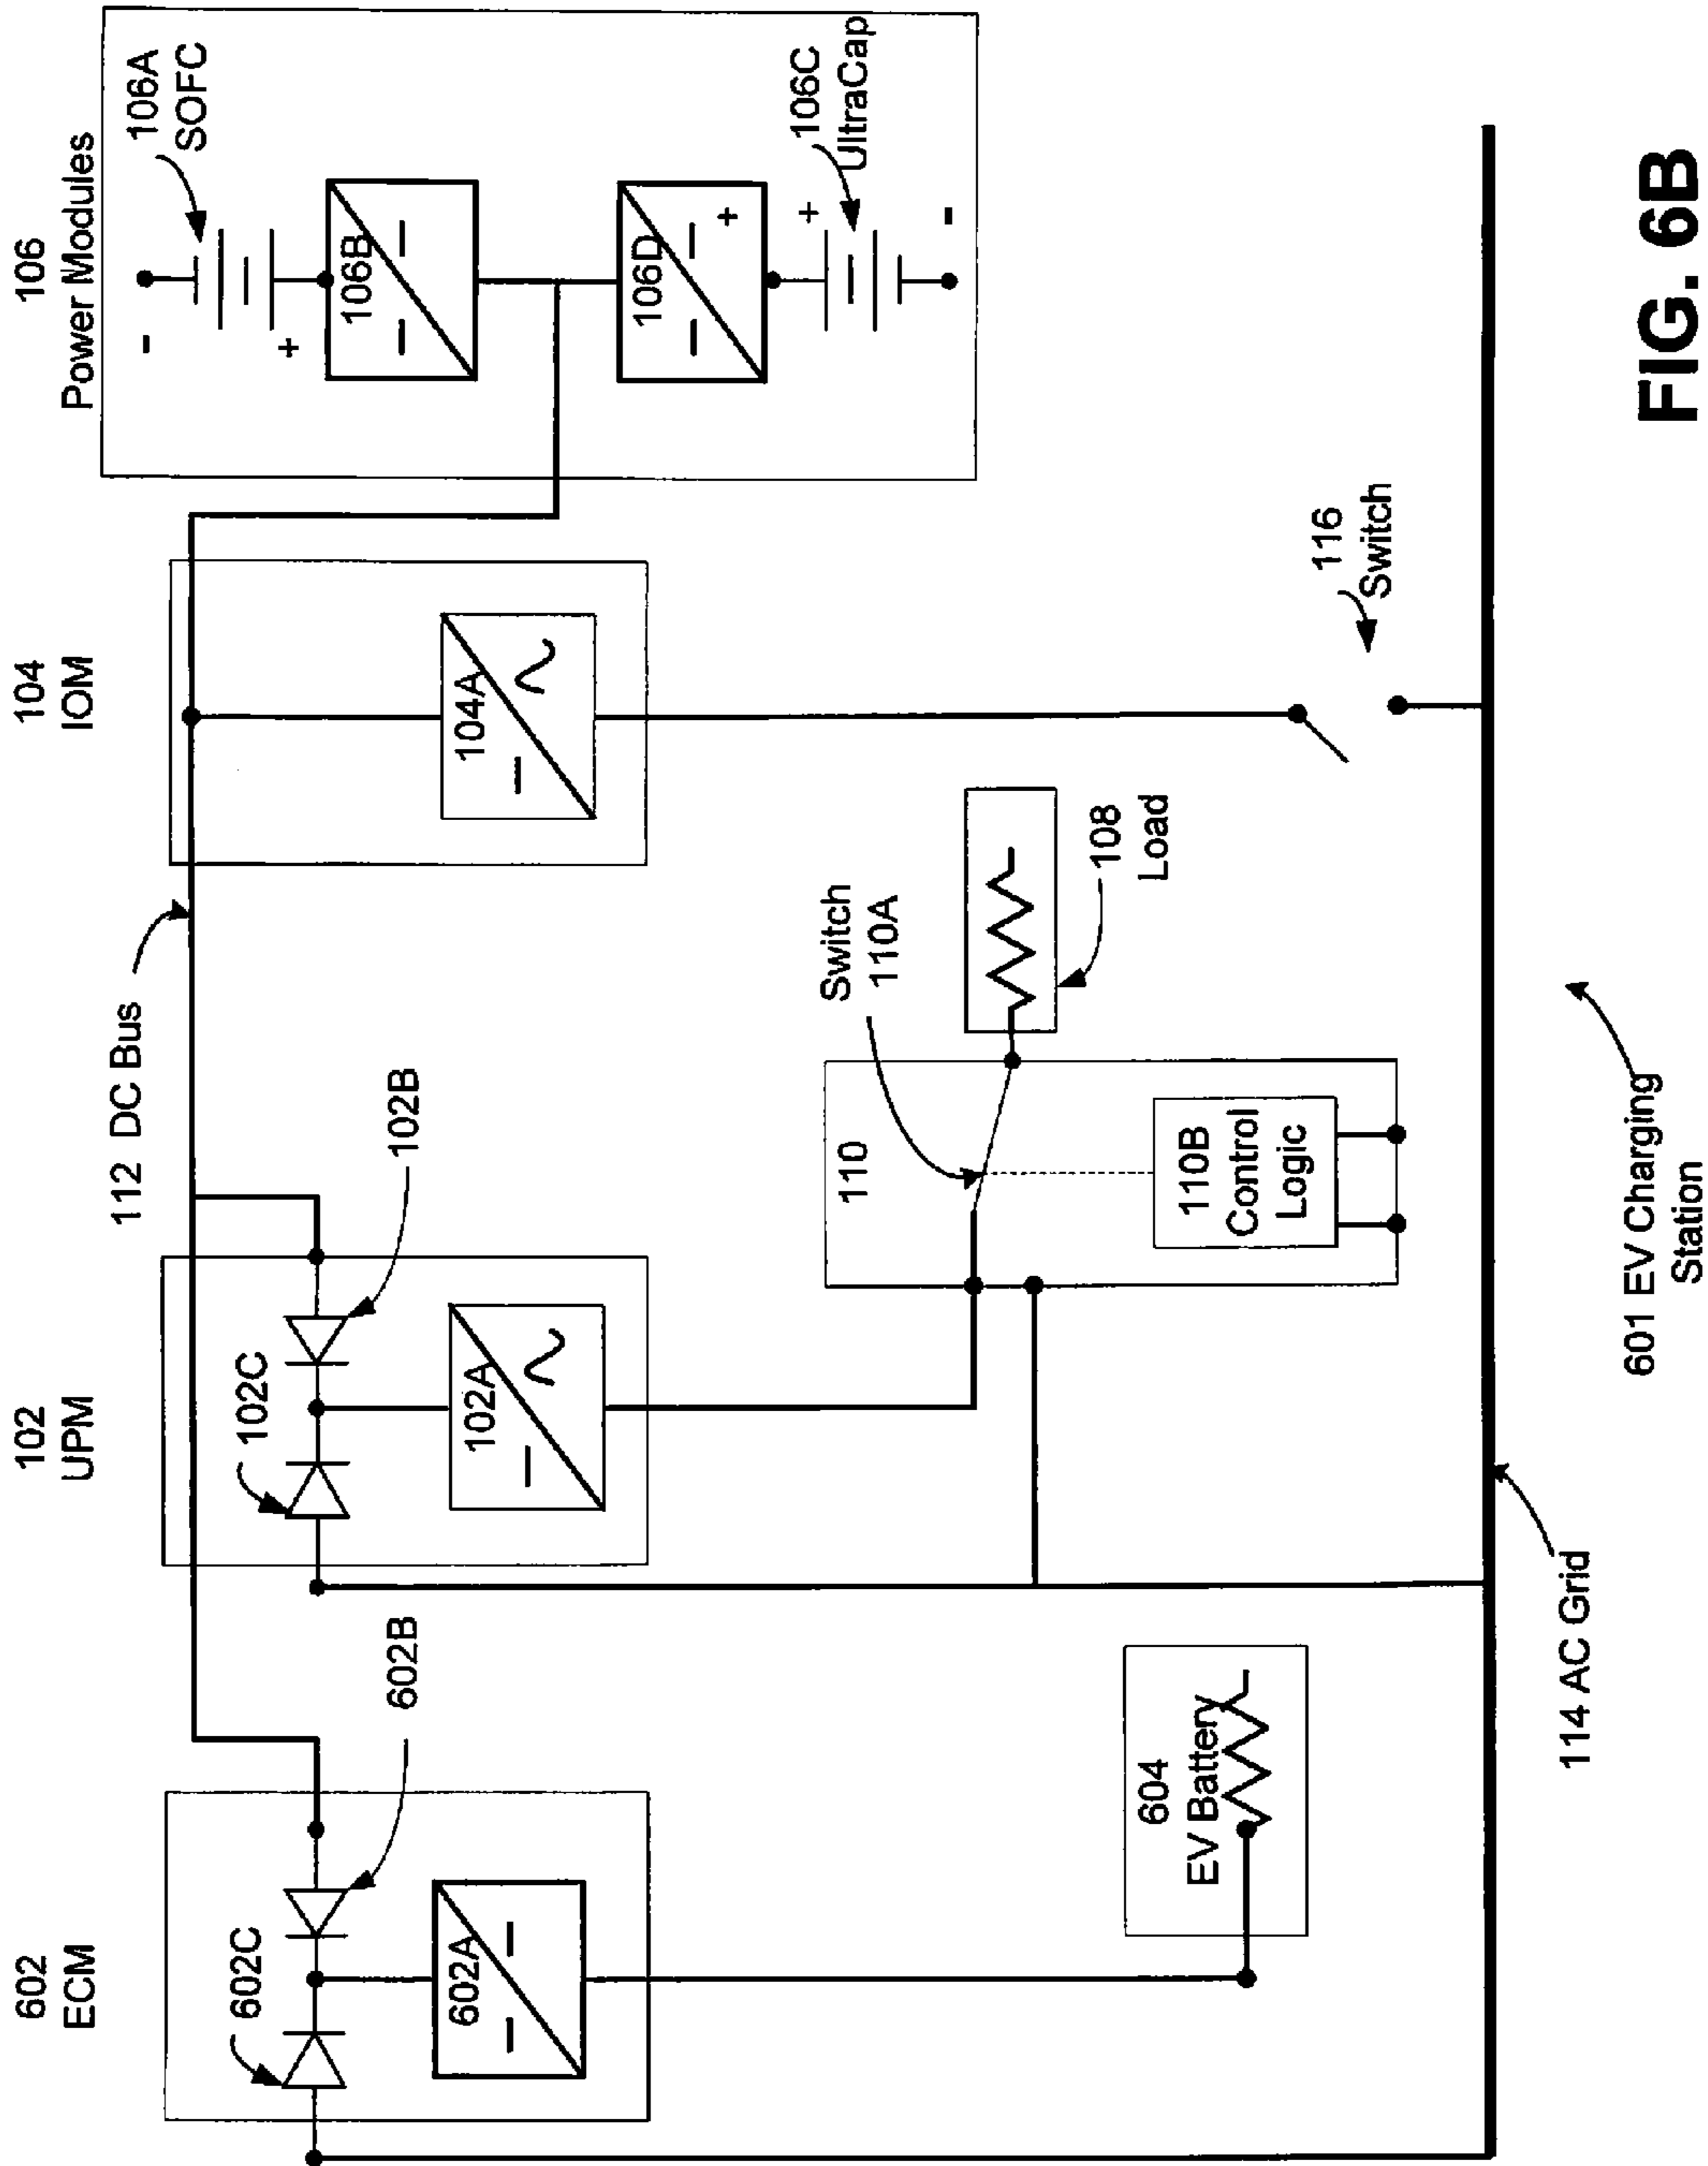 602
ECM
102
UPM
104
IOM
106
Power Modules
112 DC Bus
602C
602B
602A
102C
102B
102A
104A
106A
SOFC
-
+
106B
106D
+
+
106C
UltraCap
-
Switch
110A
110
110B
Control
Logic
108
Load
116
Switch
604
EV Battery
114 AC Grid
601 EV Charging
Station
FIG. 6B